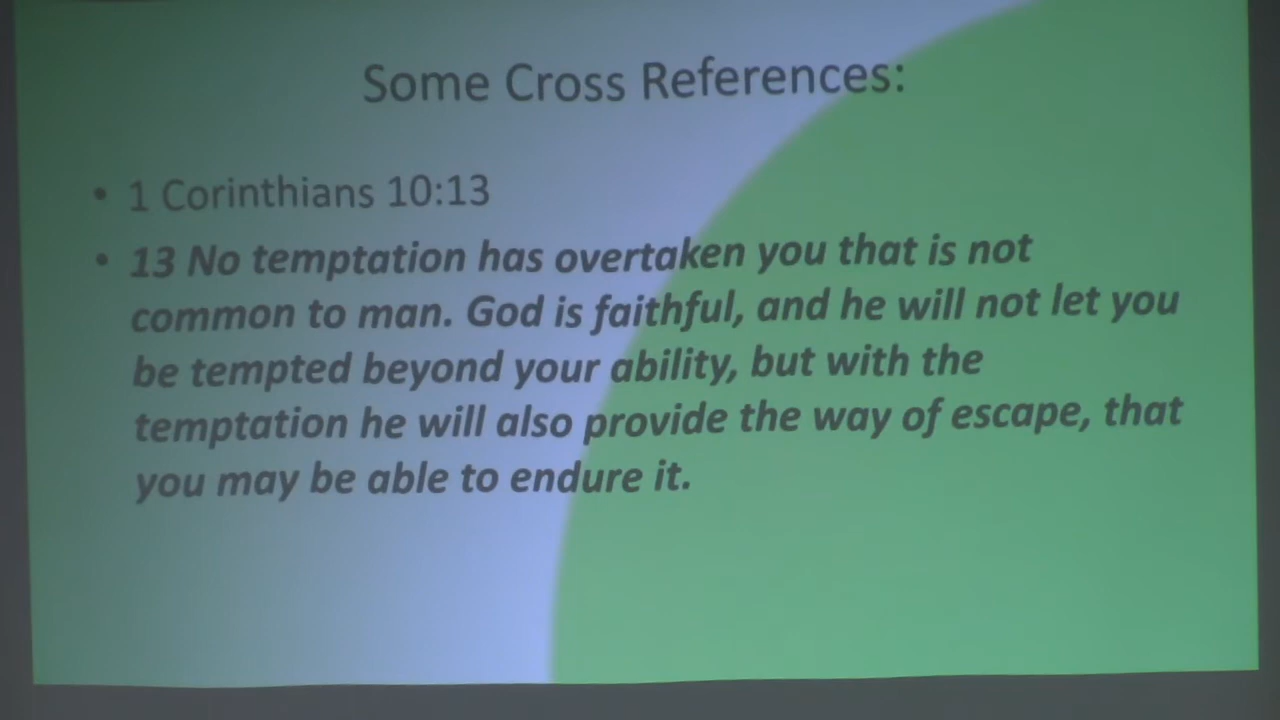 Some Cross References:
• 1 Corinthians 10:13
• 13 No temptation has overtaken you that is not
common to man. God is faithful, and he will not let you
be tempted beyond your ability, but with the
temptation he will also provide the way of escape, that
you may be able to endure it.